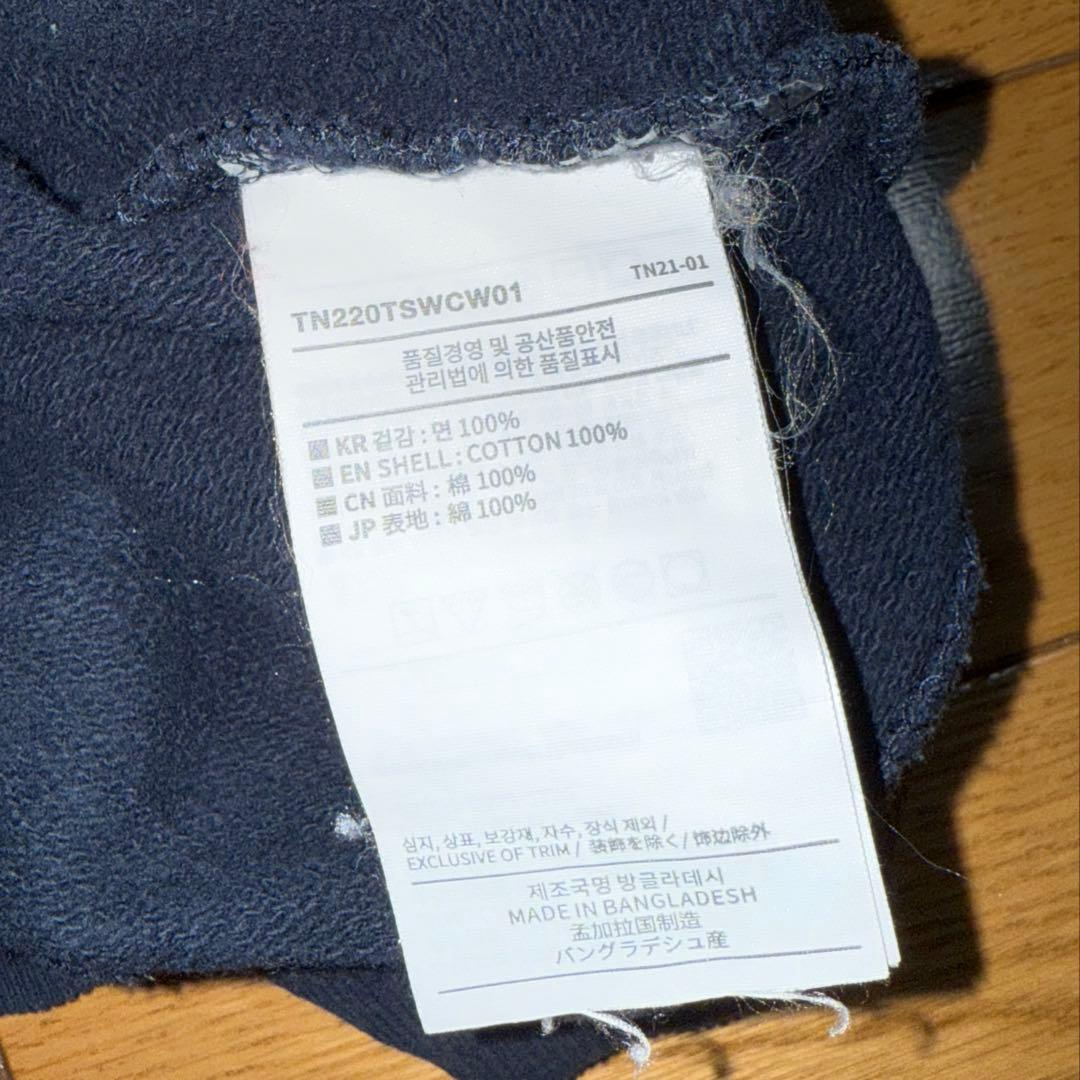 TN21-01
TN220TSWCW01
품질경영 및 공산품안전
관리법에 의한 품질표시
KR 겉감 : 면 100%
EN SHELL : COTTON 100%
CN 面料 : 棉 100%
JP 表地 : 綿 100%
심지, 상표, 보강재, 자수, 장식 제외 /
EXCLUSIVE OF TRIM / 装飾を除く / 饰边除外
제조국명 방글라데시
MADE IN BANGLADESH
孟加拉国制造
バングラデシュ産